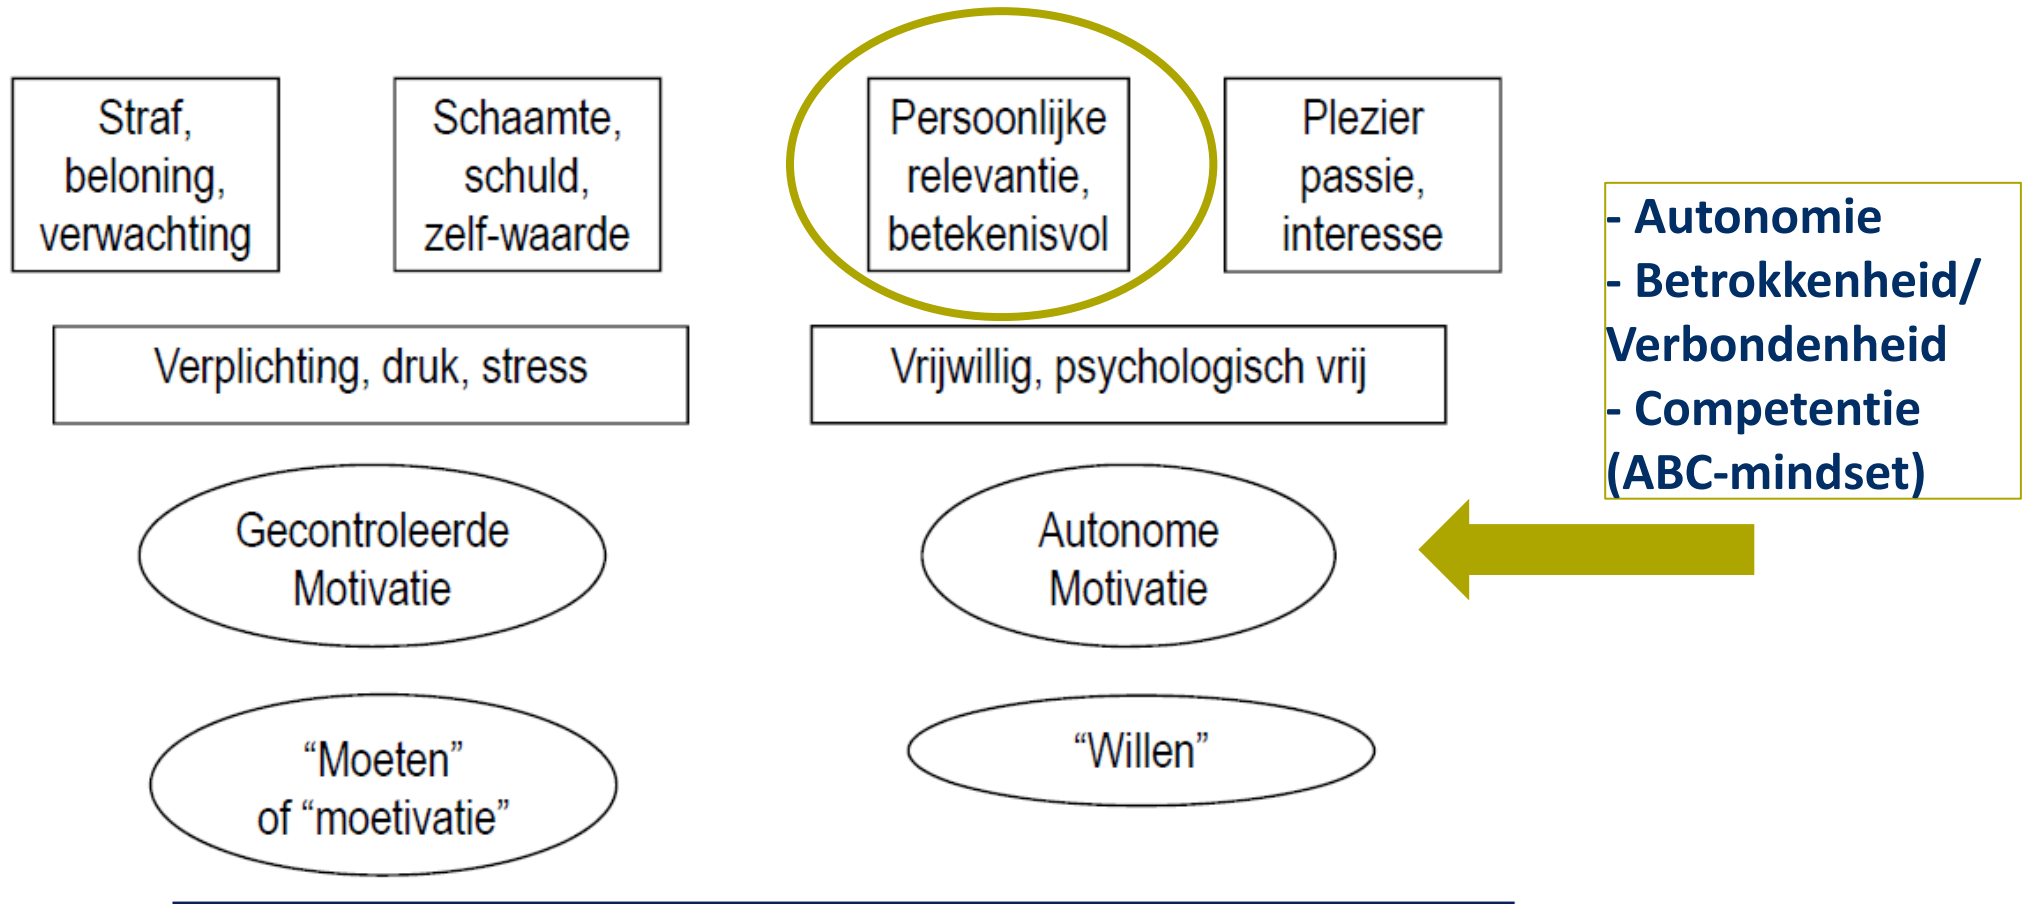 Straf,
beloning,
verwachting
Schaamte,
schuld,
zelf-waarde
Persoonlijke
relevantie,
betekenisvol
Plezier
passie,
interesse
- Autonomie
- Betrokkenheid/
Verbondenheid
- Competentie
(ABC-mindset)
Verplichting, druk, stress
Vrijwillig, psychologisch vrij
Gecontroleerde
Motivatie
Autonome
Motivatie
“Moeten”
of “moetivatie”
“Willen”